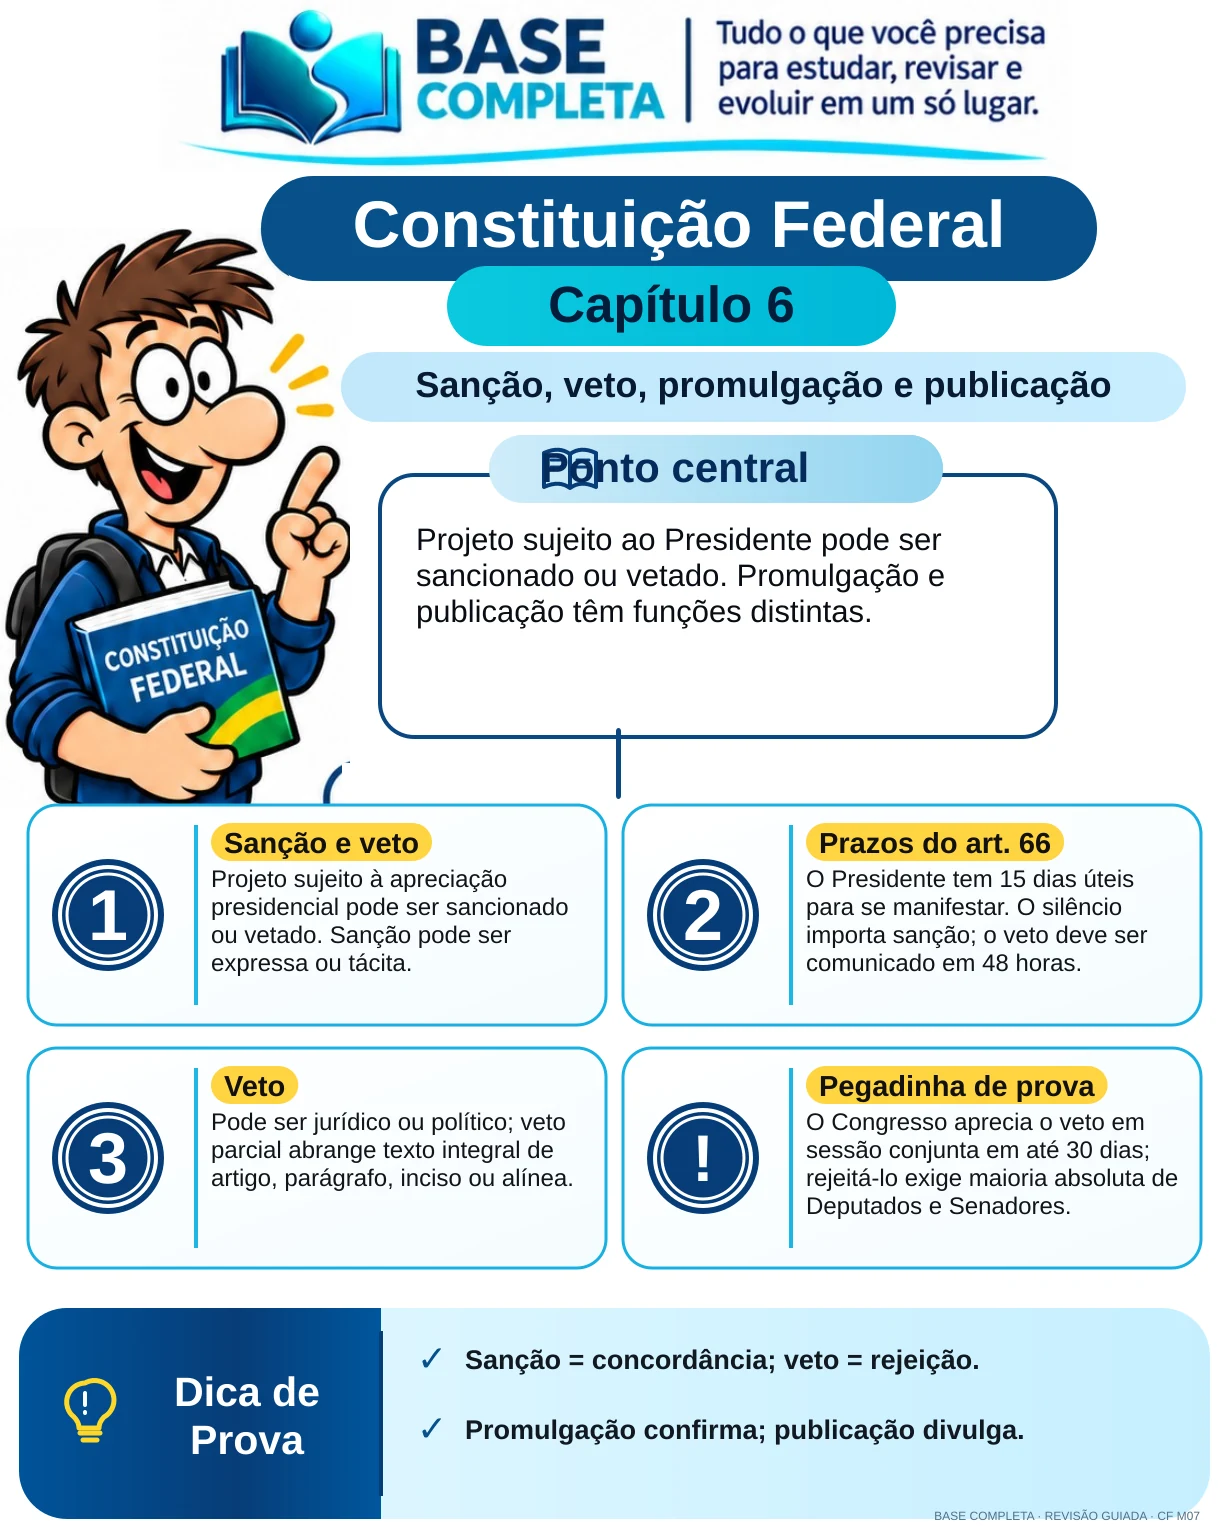 BASE
COMPLETA
Tudo o que você precisa
para estudar, revisar e
evoluir em um só lugar.
Constituição Federal
Capítulo 6
Sanção, veto, promulgação e publicação
Ponto central
Projeto sujeito ao Presidente pode ser
sancionado ou vetado. Promulgação e
publicação têm funções distintas.
CONSTITUIÇÃO
FEDERAL
1
Sanção e veto
Projeto sujeito à apreciação
presidencial pode ser sancionado
ou vetado. Sanção pode ser
expressa ou tácita.
2
Prazos do art. 66
O Presidente tem 15 dias úteis
para se manifestar. O silêncio
importa sanção; o veto deve ser
comunicado em 48 horas.
3
Veto
Pode ser jurídico ou político; veto
parcial abrange texto integral de
artigo, parágrafo, inciso ou alínea.
!
Pegadinha de prova
O Congresso aprecia o veto em
sessão conjunta em até 30 dias;
rejeitá-lo exige maioria absoluta de
Deputados e Senadores.
Dica de
Prova
✓ Sanção = concordância; veto = rejeição.
✓ Promulgação confirma; publicação divulga.
BASE COMPLETA · REVISÃO GUIADA · CF M07